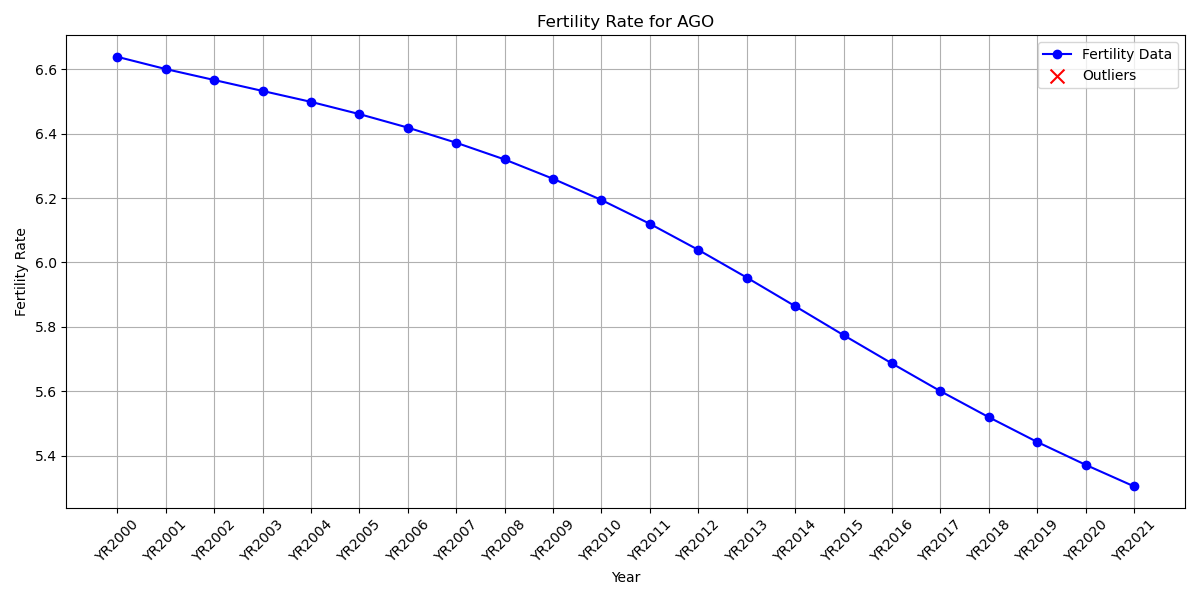 Fertility Rate for AGO
Fertility Data
Outliers
Fertility Rate
6.6
6.4
6.2
6.0
5.8
5.6
5.4
YR2000
YR2001
YR2002
YR2003
YR2004
YR2005
YR2006
YR2007
YR2008
YR2009
YR2010
YR2011
YR2012
YR2013
YR2014
YR2015
YR2016
YR2017
YR2018
YR2019
YR2020
YR2021
Year